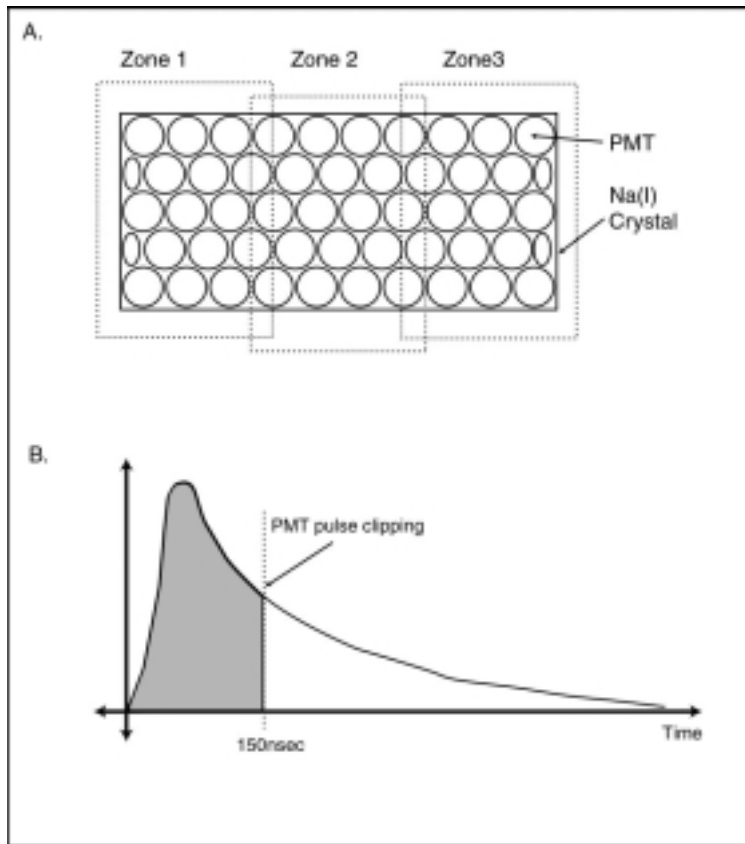 A.
Zone 1
Zone 2
Zone3
PMT
Na(I)
Crystal
B.
PMT pulse clipping
150nsec
Time